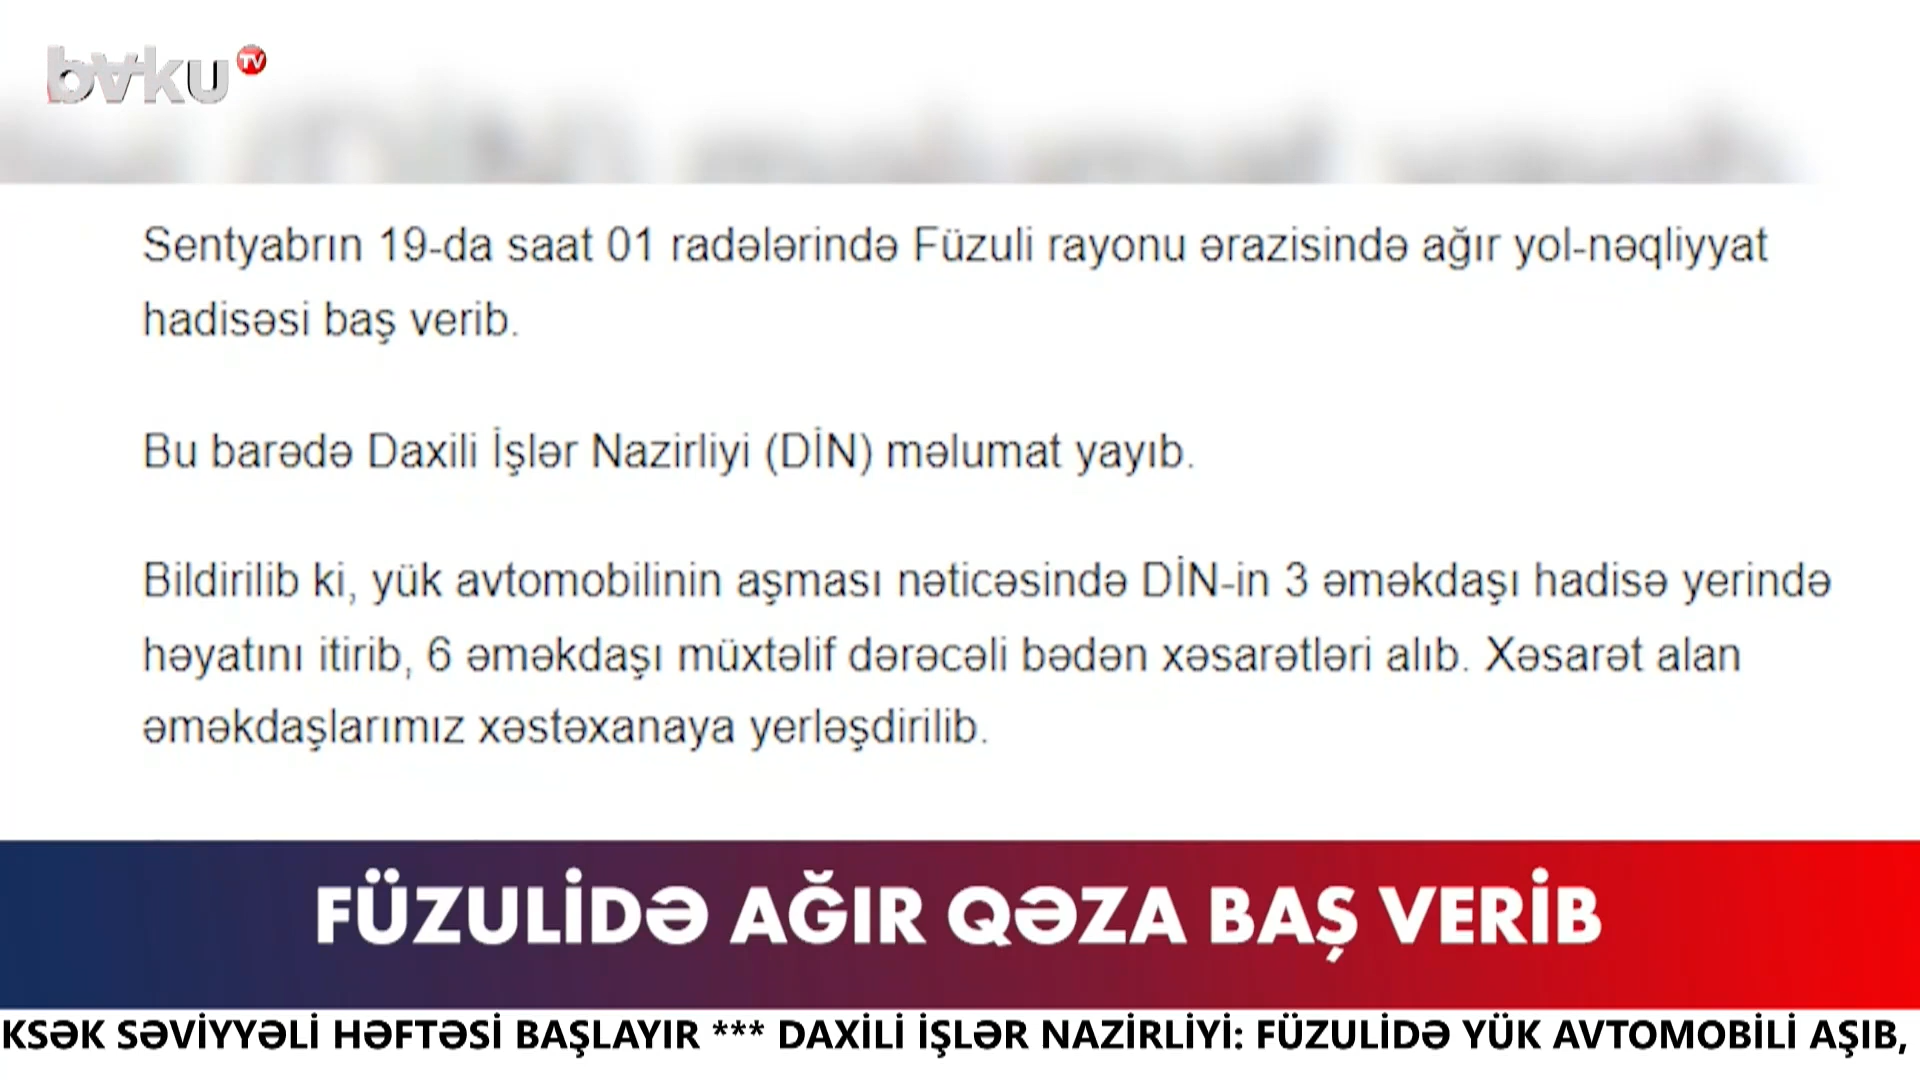 bakuTV
Sentyabrın 19-da saat 01 radələrində Füzuli rayonu ərazisində ağır yol-nəqliyyat
hadisəsi baş verib.
Bu barədə Daxili İşlər Nazirliyi (DİN) məlumat yayıb.
Bildirilib ki, yük avtomobilinin aşması nəticəsində DİN-in 3 əməkdaşı hadisə yerində
həyatını itirib, 6 əməkdaşı müxtəlif dərəcəli bədən xəsarətləri alıb. Xəsarət alan
əməkdaşlarımız xəstəxanaya yerləşdirilib.
FÜZULİDƏ AĞIR QƏZA BAŞ VERİB
KSƏK SƏVİYYƏLİ HƏFTƏSİ BAŞLAYIR *** DAXİLİ İŞLƏR NAZİRLİYİ: FÜZULİDƏ YÜK AVTOMOBİLİ AŞIB,